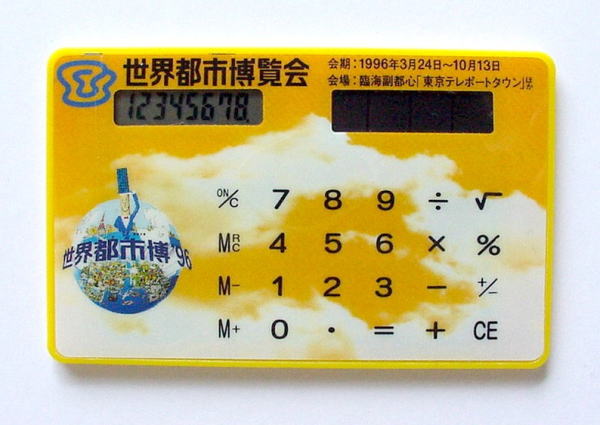 世界都市博覧会
会期：1996年3月24日～10月13日
会場：臨海副都心「東京テレポートタウン」ほか
12345678.
世界都市博'96
ON/C 7 8 9 ÷ √
MRC 4 5 6 × %
M- 1 2 3 − +/−
M+ 0 · = + CE